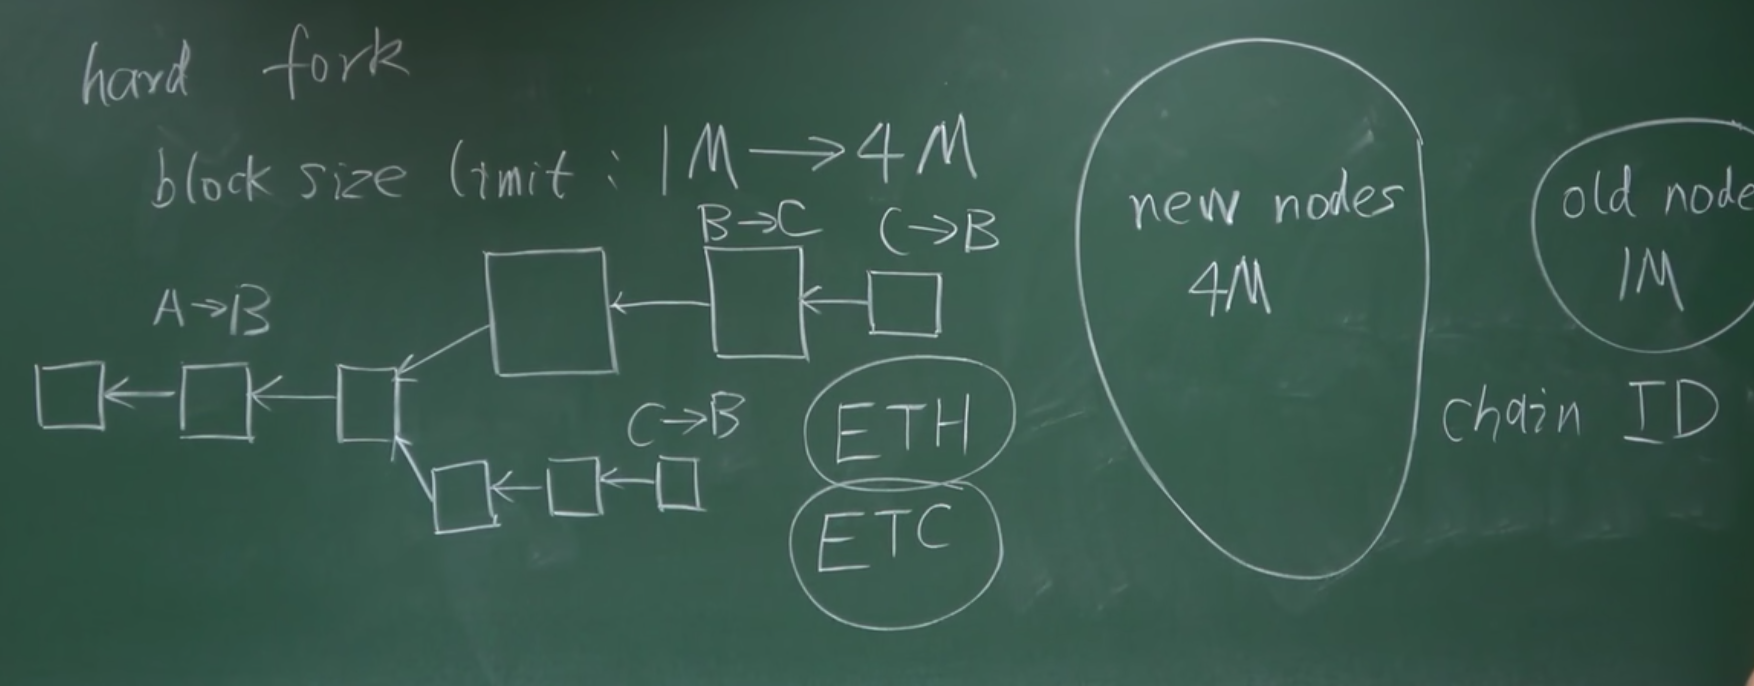 hard fork
block size limit : 1M → 4M
B→C
C→B
A→B
C→B
ETH
ETC
new nodes
4M
old node
1M
chain ID